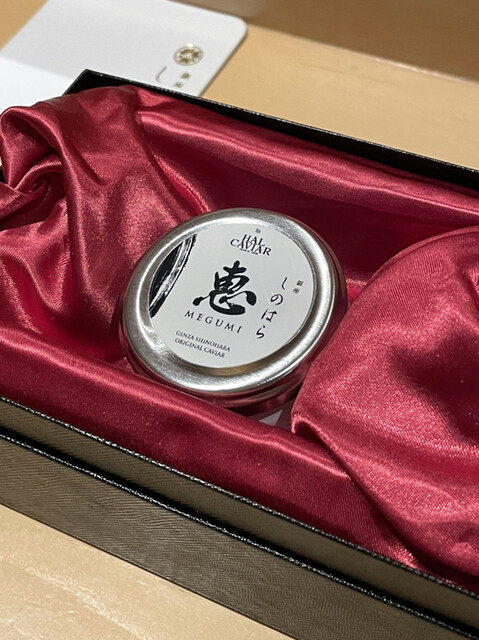 HAL
CAVIAR
恵
MEGUMI
銀座
しのはら
GINZA SHINOHARA
ORIGINAL CAVIAR